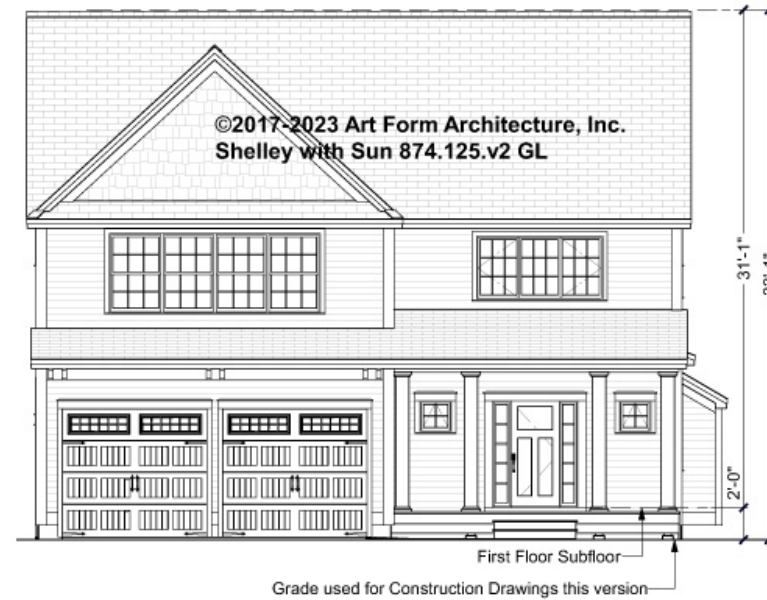 ©2017-2023 Art Form Architecture, Inc.
Shelley with Sun 874.125.v2 GL
31'-1"
2'-0"
First Floor Subfloor
Grade used for Construction Drawings this version